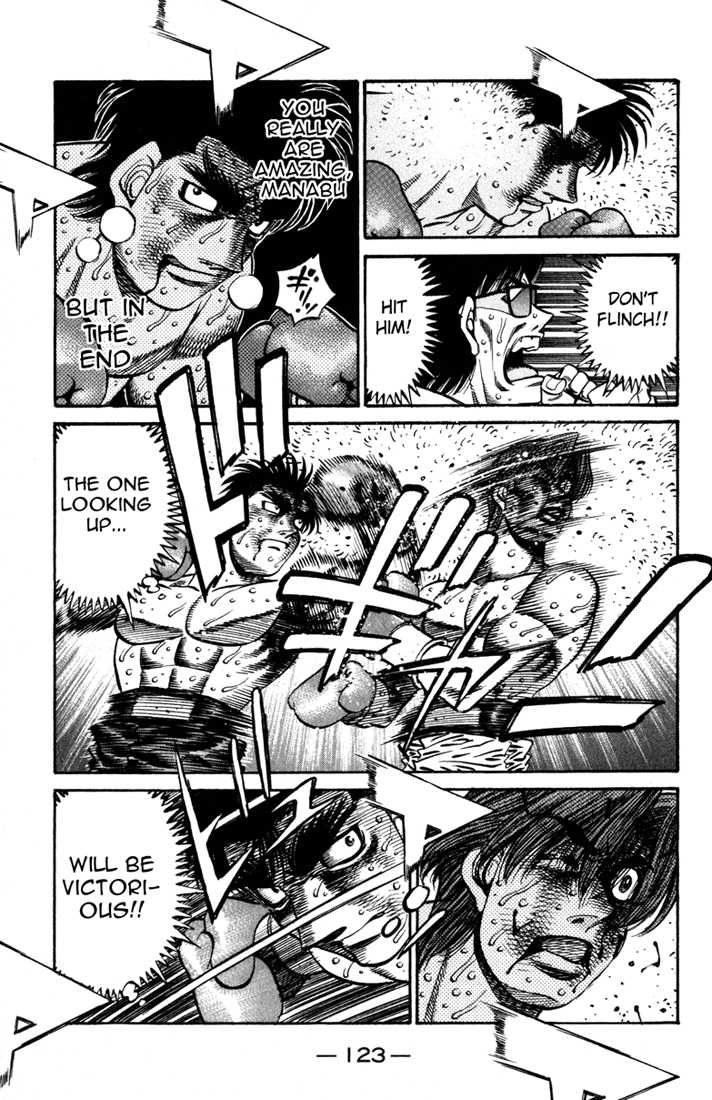 DON'T
FLINCH!!
HIT
HIM!
YOU
REALLY
ARE
AMAZING,
MANABU
BUT IN
THE
END
THE ONE
LOOKING
UP...
WILL BE
VICTORI-
OUS!!
— 123 —